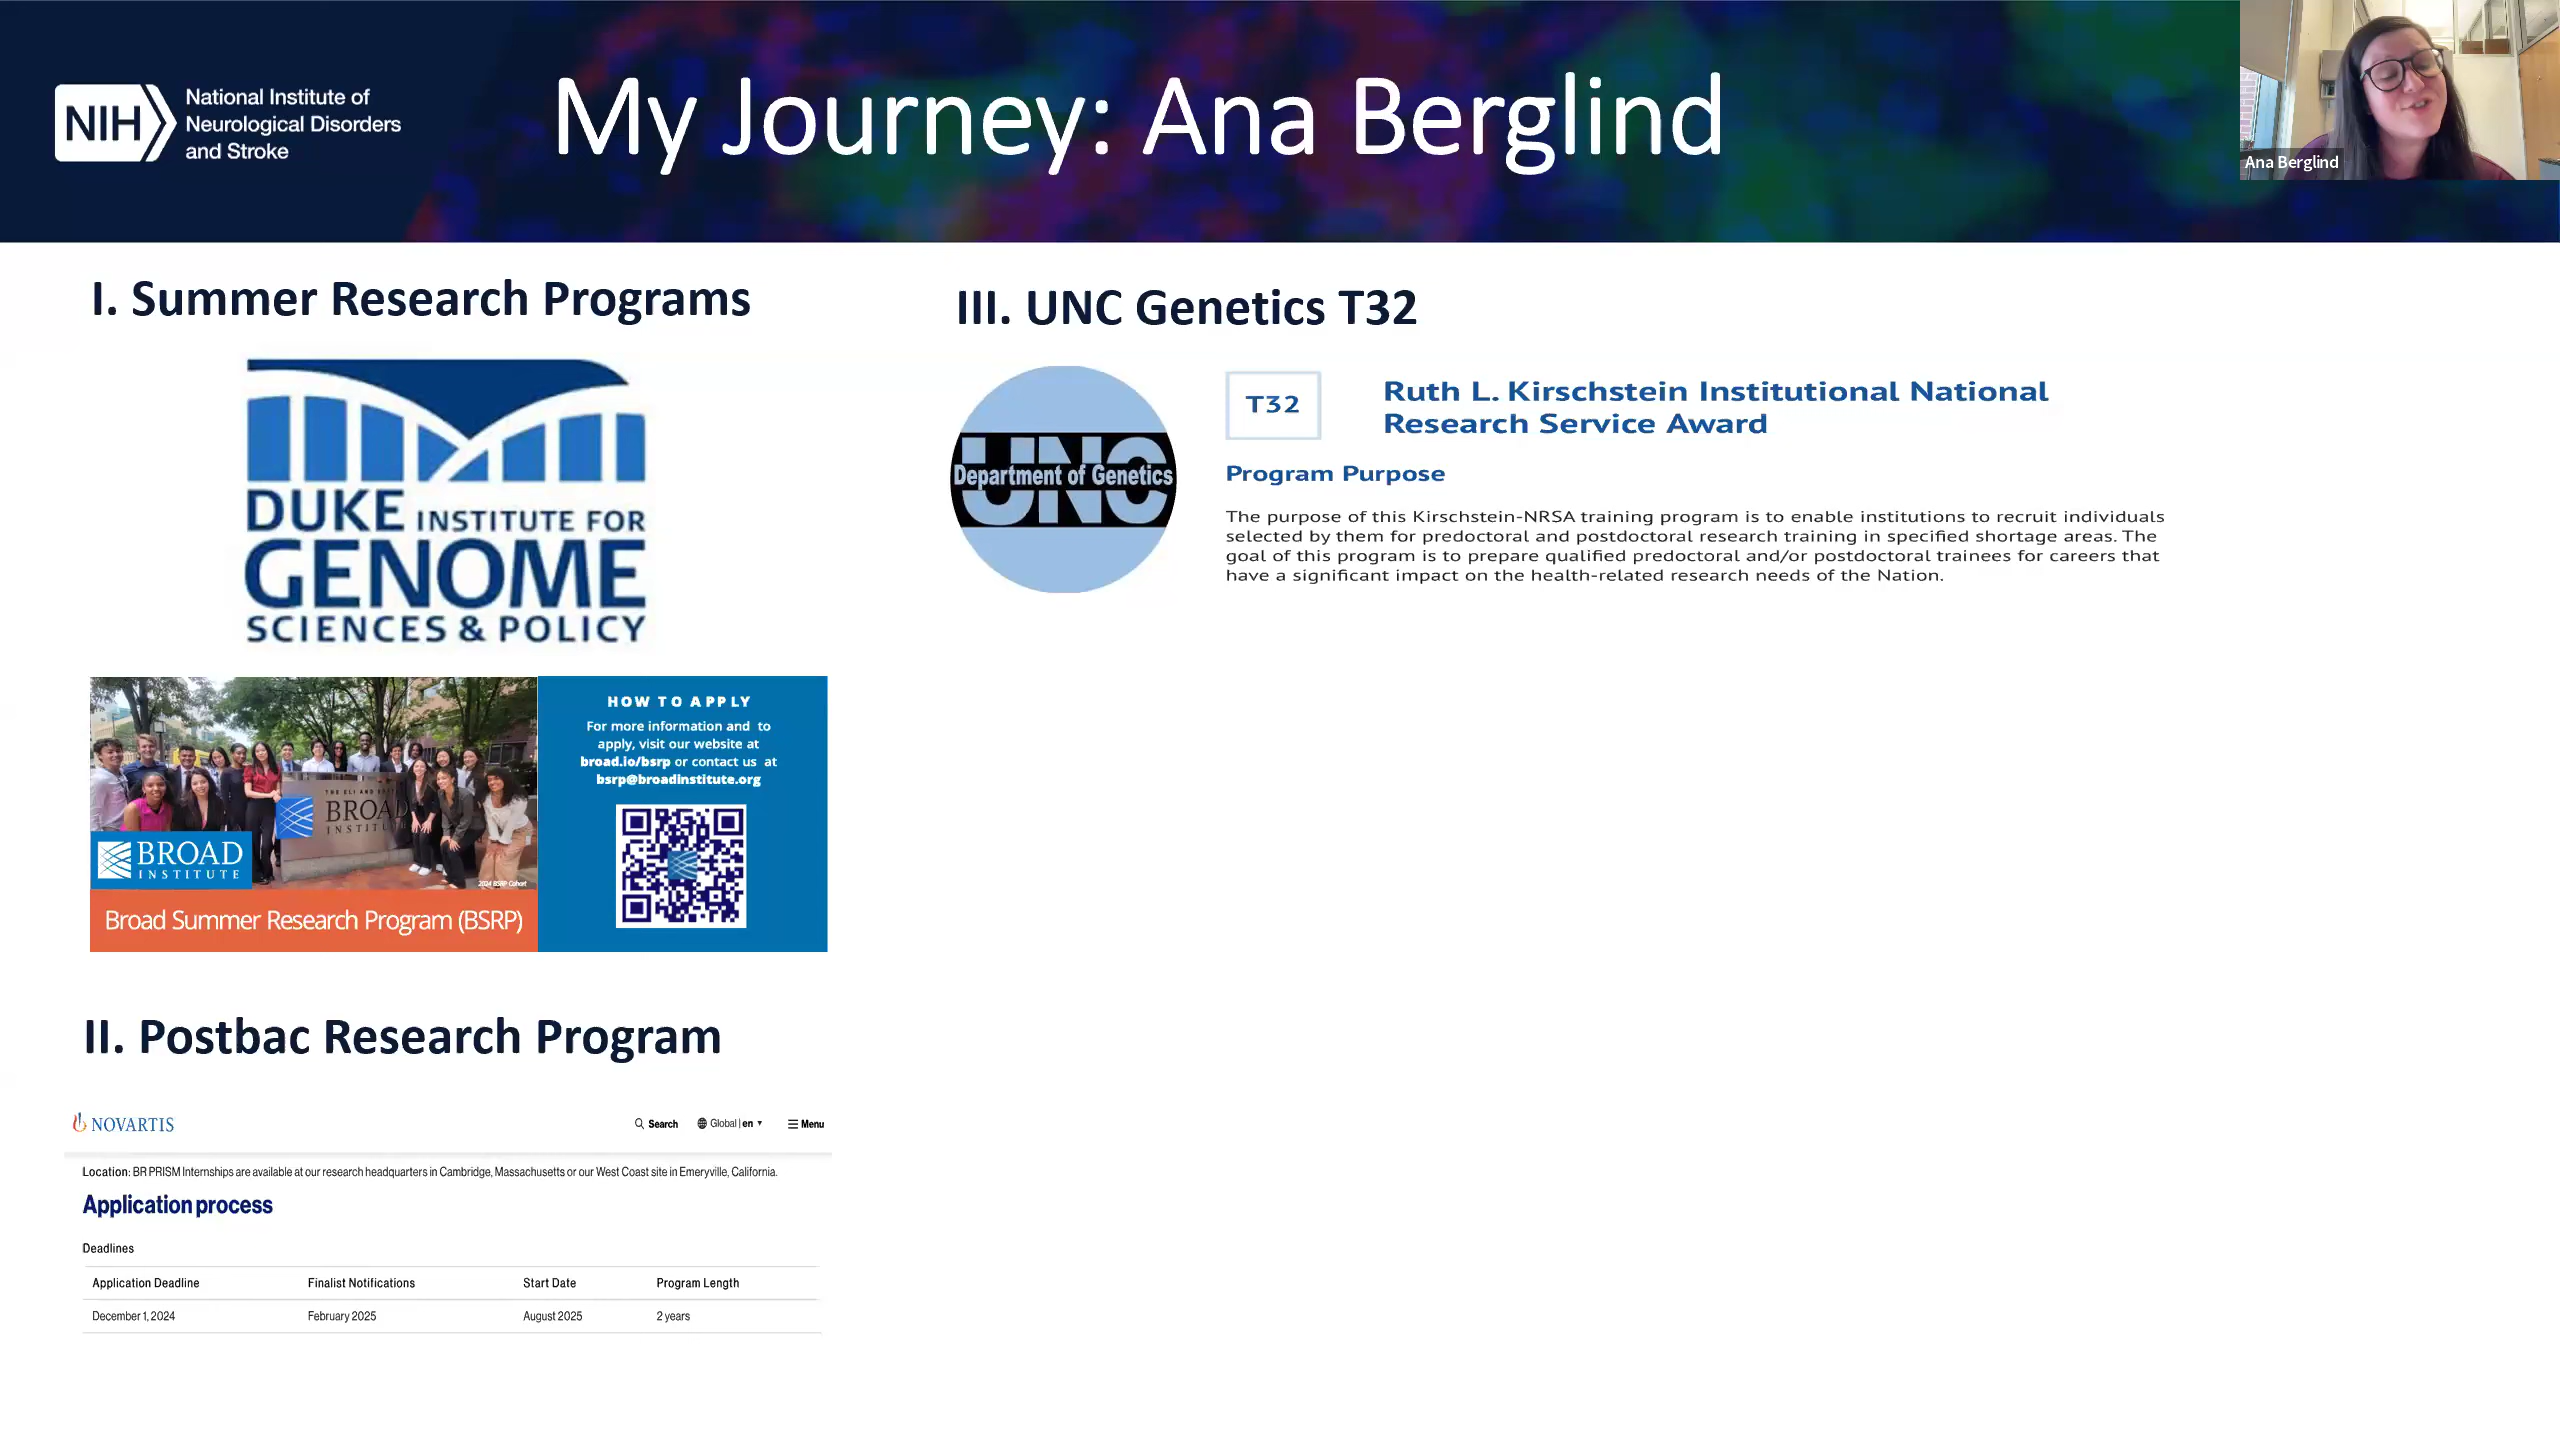 NIH
National Institute of
Neurological Disorders
and Stroke
My Journey: Ana Berglind
Ana Berglind
I. Summer Research Programs
DUKE INSTITUTE FOR
GENOME
SCIENCES & POLICY
THE ELI AND
BROAD
INSTITUTE
BROAD
INSTITUTE
2024 BSRP Cohort
Broad Summer Research Program (BSRP)
HOW TO APPLY
For more information and to
apply, visit our website at
broad.io/bsrp or contact us at
bsrp@broadinstitute.org
II. Postbac Research Program
NOVARTIS
Search
Global | en
Menu
Location: BR PRISM Internships are available at our research headquarters in Cambridge, Massachusetts or our West Coast site in Emeryville, California.
Application process
Deadlines
Application Deadline Finalist Notifications Start Date Program Length
December 1, 2024 February 2025 August 2025 2 years
III. UNC Genetics T32
UNC
Department of Genetics
T32
Ruth L. Kirschstein Institutional National
Research Service Award
Program Purpose
The purpose of this Kirschstein-NRSA training program is to enable institutions to recruit individuals
selected by them for predoctoral and postdoctoral research training in specified shortage areas. The
goal of this program is to prepare qualified predoctoral and/or postdoctoral trainees for careers that
have a significant impact on the health-related research needs of the Nation.